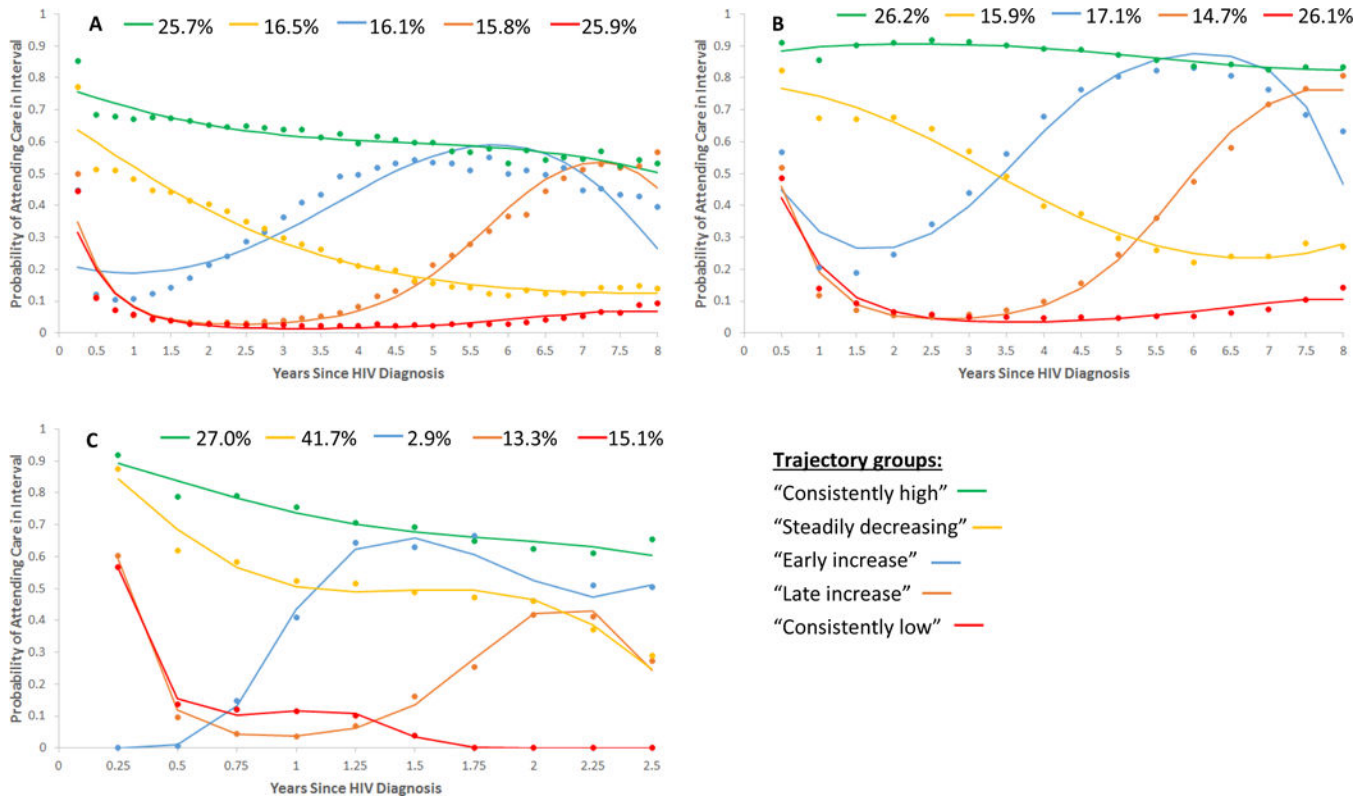 A
25.7% 16.5% 16.1% 15.8% 25.9%
Probability of Attending Care in Interval
1
0.9
0.8
0.7
0.6
0.5
0.4
0.3
0.2
0.1
0
0 0.5 1 1.5 2 2.5 3 3.5 4 4.5 5 5.5 6 6.5 7 7.5 8
Years Since HIV Diagnosis
B
26.2% 15.9% 17.1% 14.7% 26.1%
Probability of Attending Care in Interval
1
0.9
0.8
0.7
0.6
0.5
0.4
0.3
0.2
0.1
0
0 0.5 1 1.5 2 2.5 3 3.5 4 4.5 5 5.5 6 6.5 7 7.5 8
Years Since HIV Diagnosis
C
27.0% 41.7% 2.9% 13.3% 15.1%
Probability of Attending Care in Interval
1
0.9
0.8
0.7
0.6
0.5
0.4
0.3
0.2
0.1
0
0 0.25 0.5 0.75 1 1.25 1.5 1.75 2 2.25 2.5
Years Since HIV Diagnosis
Trajectory groups:
“Consistently high”
“Steadily decreasing”
“Early increase”
“Late increase”
“Consistently low”